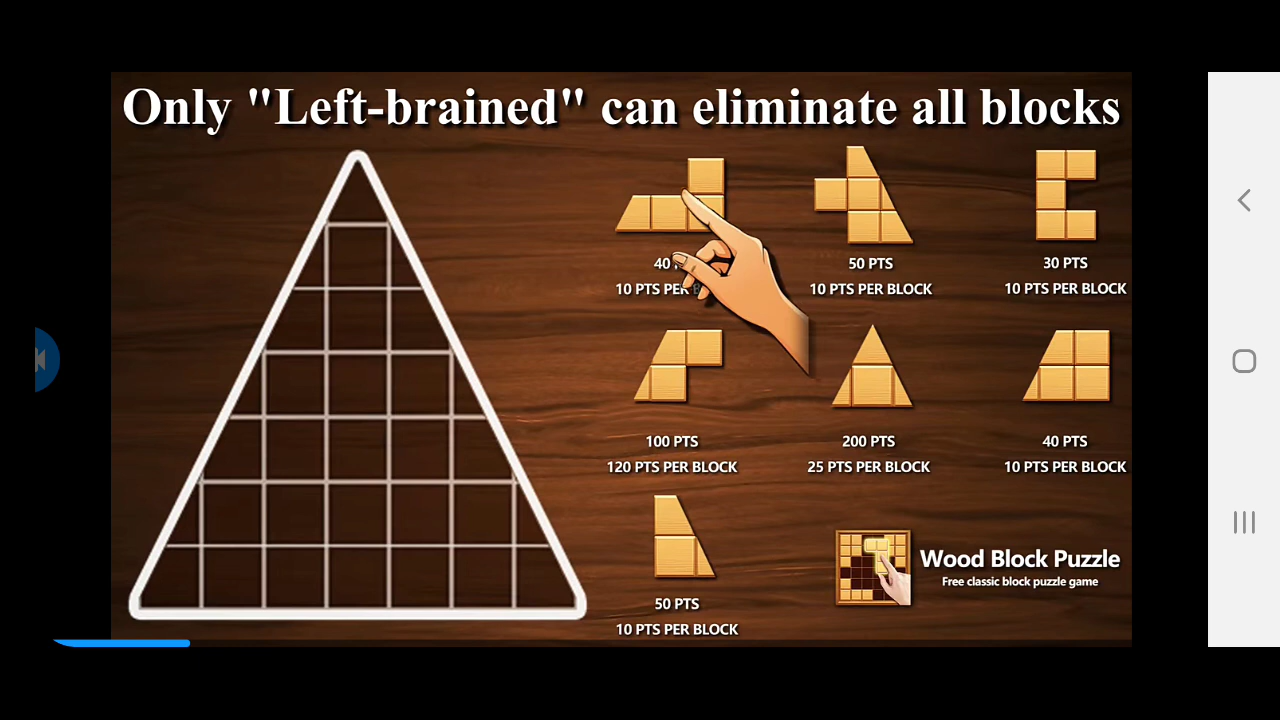 Only "Left-brained" can eliminate all blocks
40
10 PTS PER
50 PTS
10 PTS PER BLOCK
30 PTS
10 PTS PER BLOCK
100 PTS
120 PTS PER BLOCK
200 PTS
25 PTS PER BLOCK
40 PTS
10 PTS PER BLOCK
50 PTS
10 PTS PER BLOCK
Wood Block Puzzle
Free classic block puzzle game